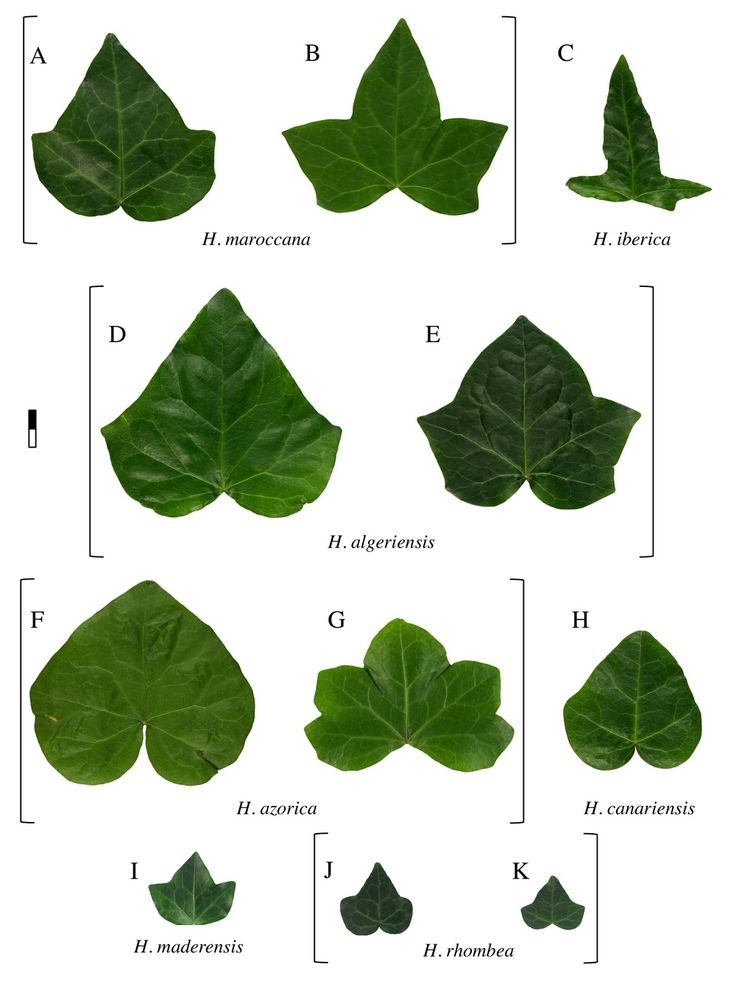 A
B
C
H. maroccana
H. iberica
D
E
H. algeriensis
F
G
H
H. azorica
H. canariensis
I
J
K
H. maderensis
H. rhombea